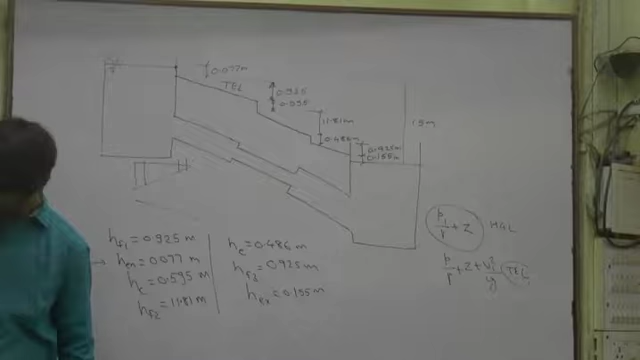 0.077m
TEL
0.925
0.595
11.81m
0.486m
0.925m
0.155m
15m
hf1 = 0.925 m
→ hen = 0.077 m
hc = 0.595 m
hf2 = 11.81 m
he = 0.486 m
hf3 = 0.925 m
hex = 0.155 m
P1/γ + Z HGL
P/γ + Z + V²/2g TEL